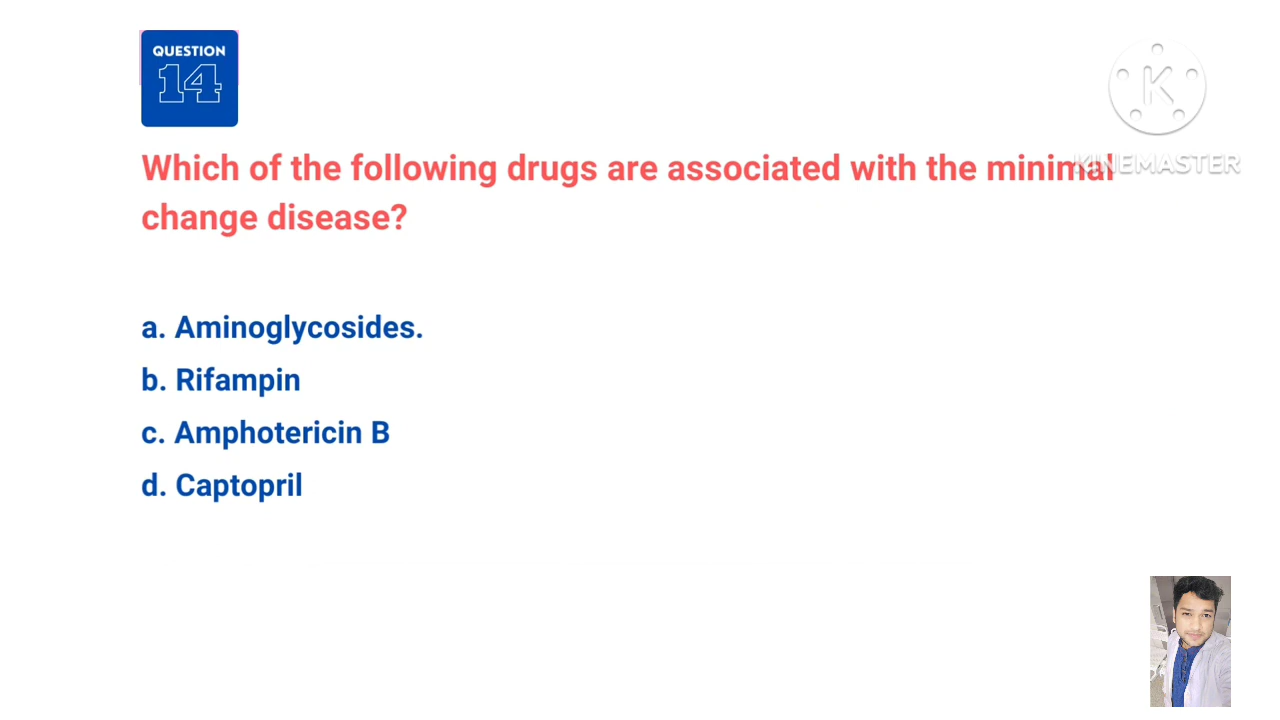 QUESTION
14
K
KINEMASTER
Which of the following drugs are associated with the minimal
change disease?
a. Aminoglycosides.
b. Rifampin
c. Amphotericin B
d. Captopril